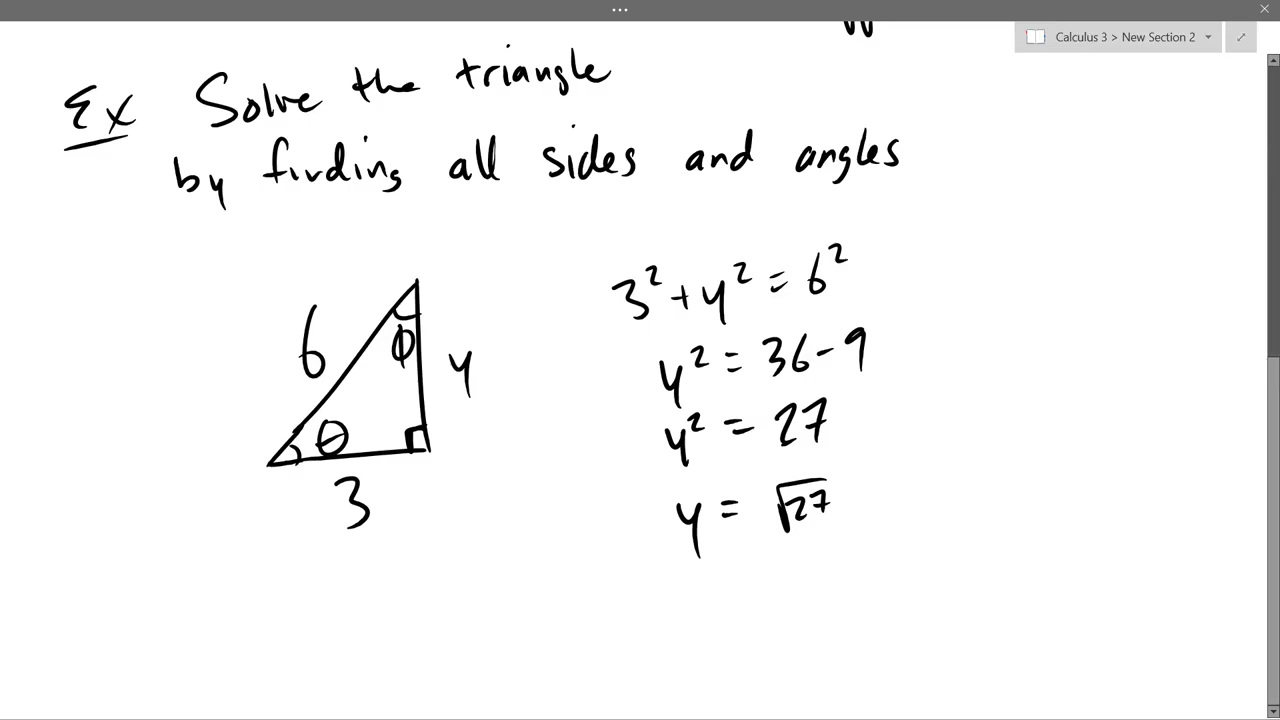 Calculus 3 > New Section 2
Ex Solve the triangle
by finding all sides and angles
6
ϕ
y
θ
3
3² + y² = 6²
y² = 36 - 9
y² = 27
y = √27